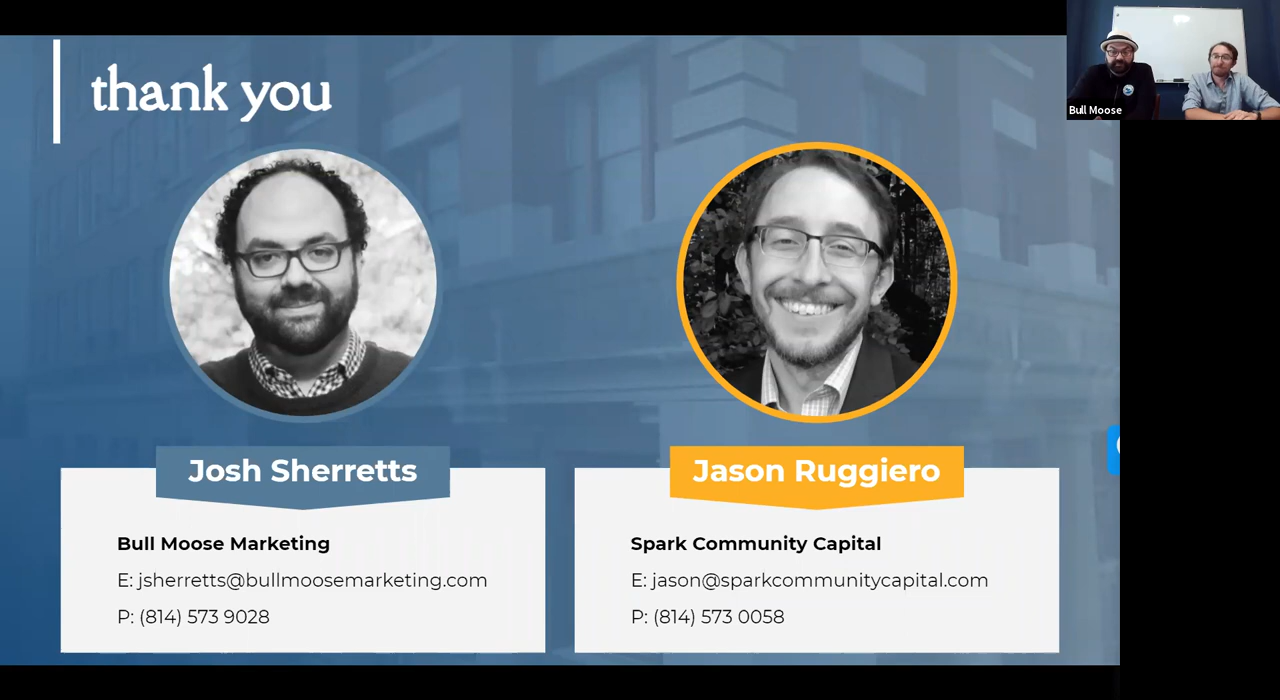 thank you
Bull Moose
Josh Sherretts
Bull Moose Marketing
E: jsherretts@bullmoosemarketing.com
P: (814) 573 9028
Jason Ruggiero
Spark Community Capital
E: jason@sparkcommunitycapital.com
P: (814) 573 0058